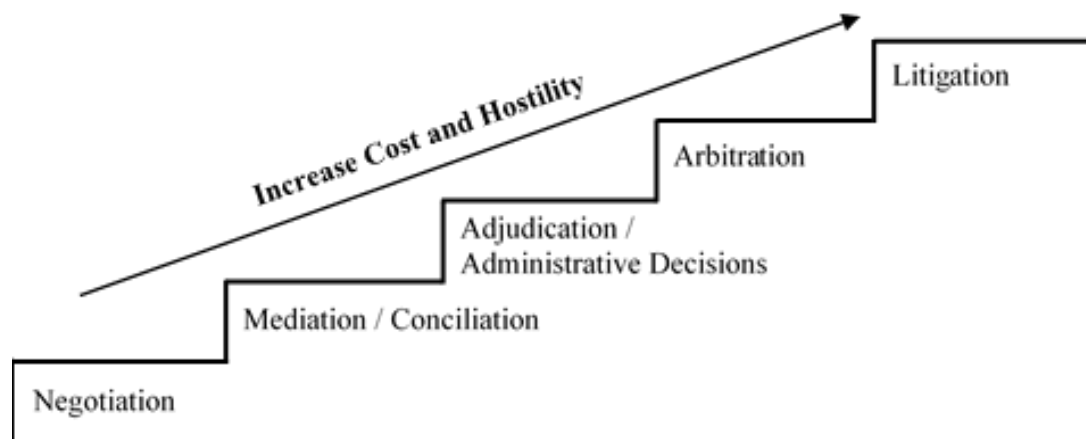 Litigation
Increase Cost and Hostility
Arbitration
Adjudication /
Administrative Decisions
Mediation / Conciliation
Negotiation